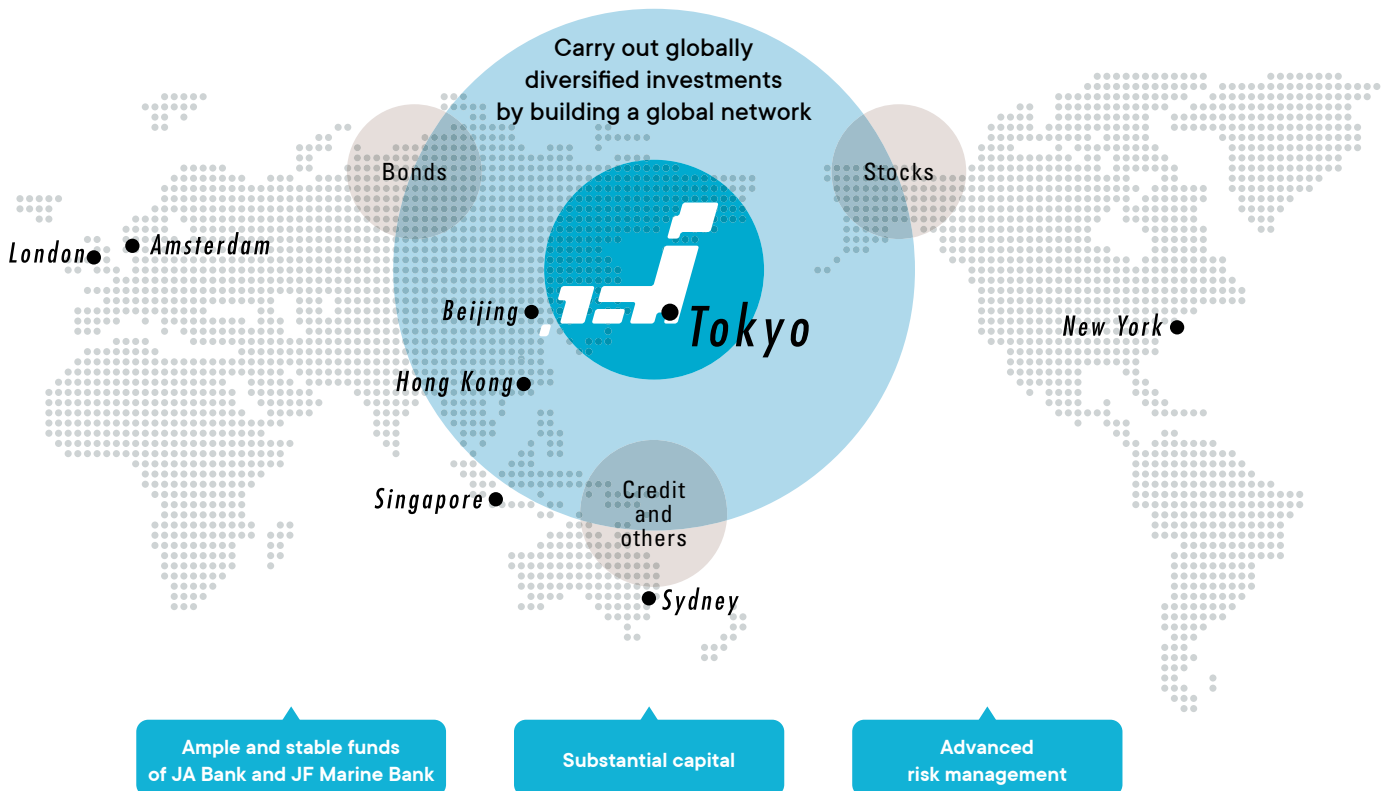 Carry out globally
diversified investments
by building a global network
Bonds
Stocks
London
Amsterdam
Beijing
Tokyo
New York
Hong Kong
Singapore
Credit
and
others
Sydney
Ample and stable funds
of JA Bank and JF Marine Bank
Substantial capital
Advanced
risk management